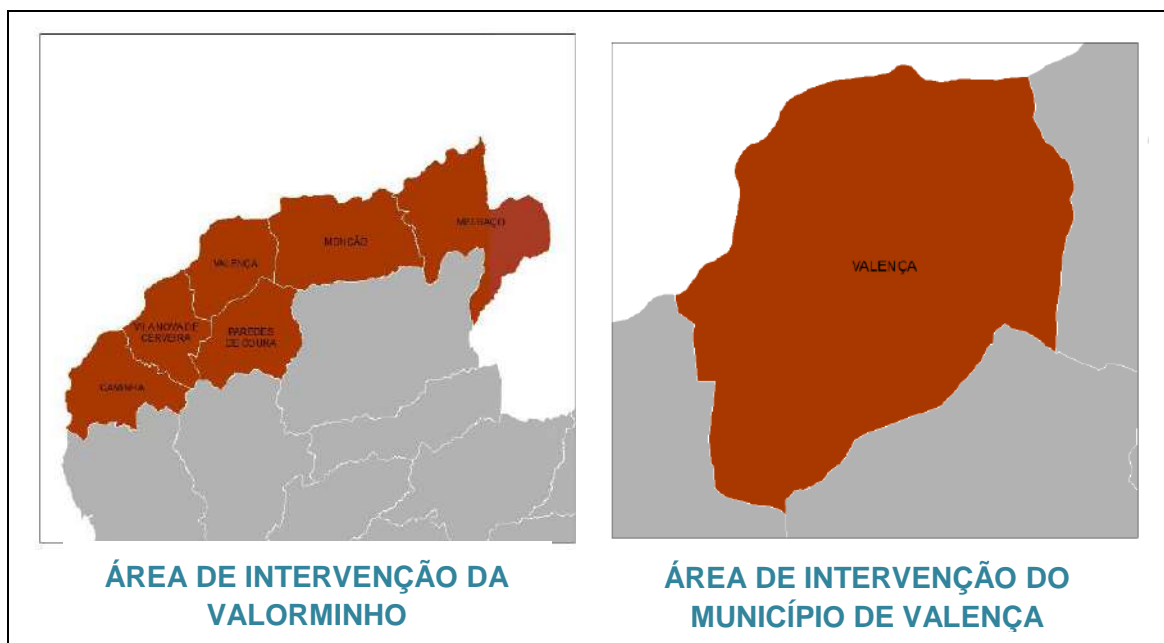 MELGAÇO
MONÇÃO
VALENÇA
VILA NOVA DE
CERVEIRA
PAREDES
DE COURA
CAMINHA
VALENÇA
ÁREA DE INTERVENÇÃO DA
VALORMINHO
ÁREA DE INTERVENÇÃO DO
MUNICÍPIO DE VALENÇA